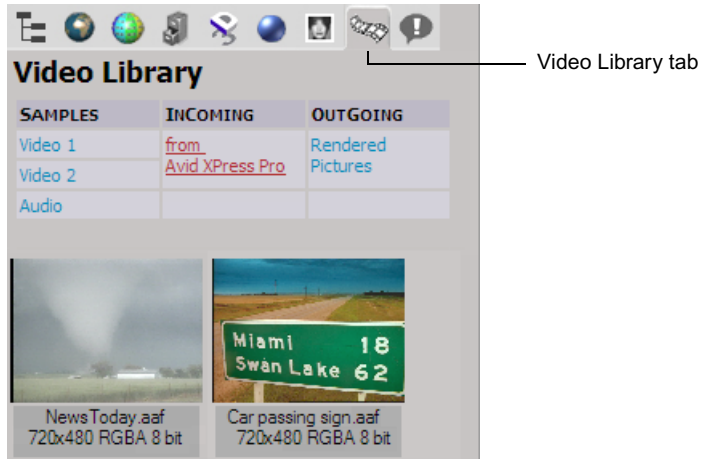 Video Library tab
Video Library
SAMPLES INCOMING OUTGOING
Video 1 from Rendered
Avid XPress Pro Pictures
Video 2
Audio
Miami 18
Swan Lake 62
NewsToday.aaf Car passing sign.aaf
720x480 RGBA 8 bit 720x480 RGBA 8 bit